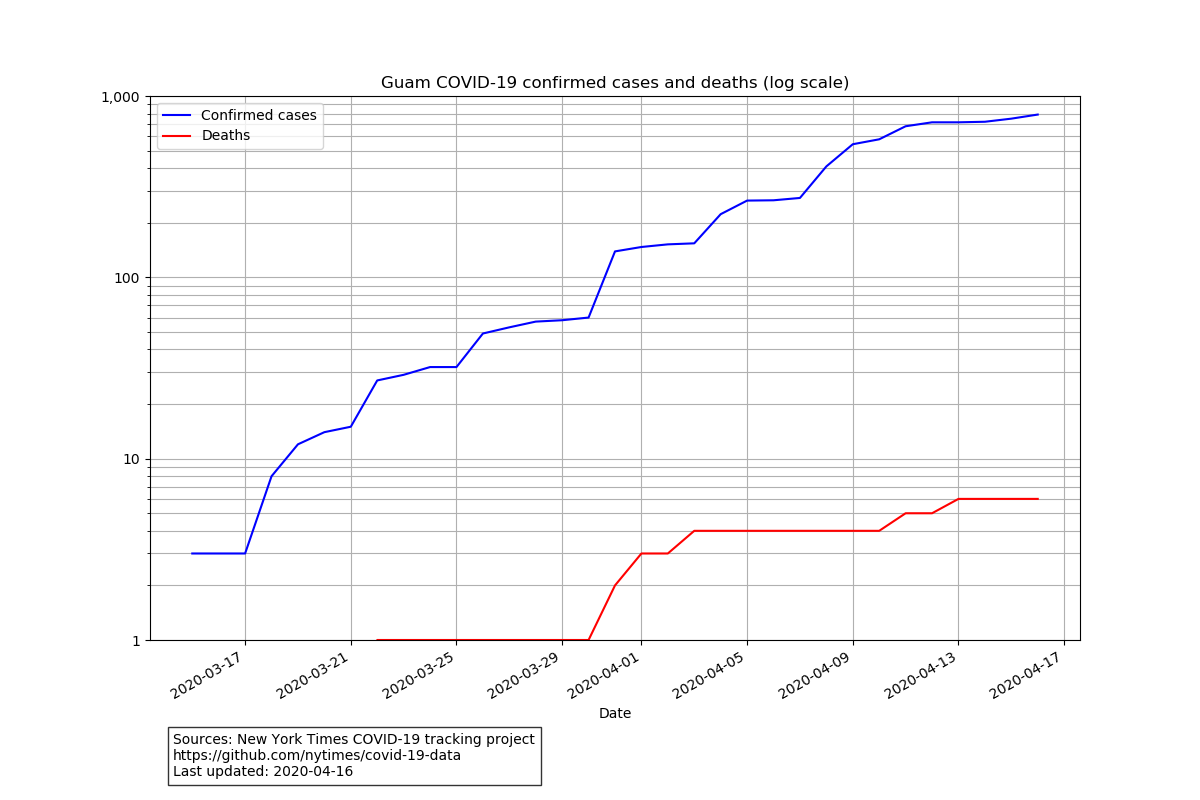 Guam COVID-19 confirmed cases and deaths (log scale)
1,000
100
10
1
Confirmed cases
Deaths
2020-03-17
2020-03-21
2020-03-25
2020-03-29
2020-04-01
2020-04-05
2020-04-09
2020-04-13
2020-04-17
Date
Sources: New York Times COVID-19 tracking project
https://github.com/nytimes/covid-19-data
Last updated: 2020-04-16